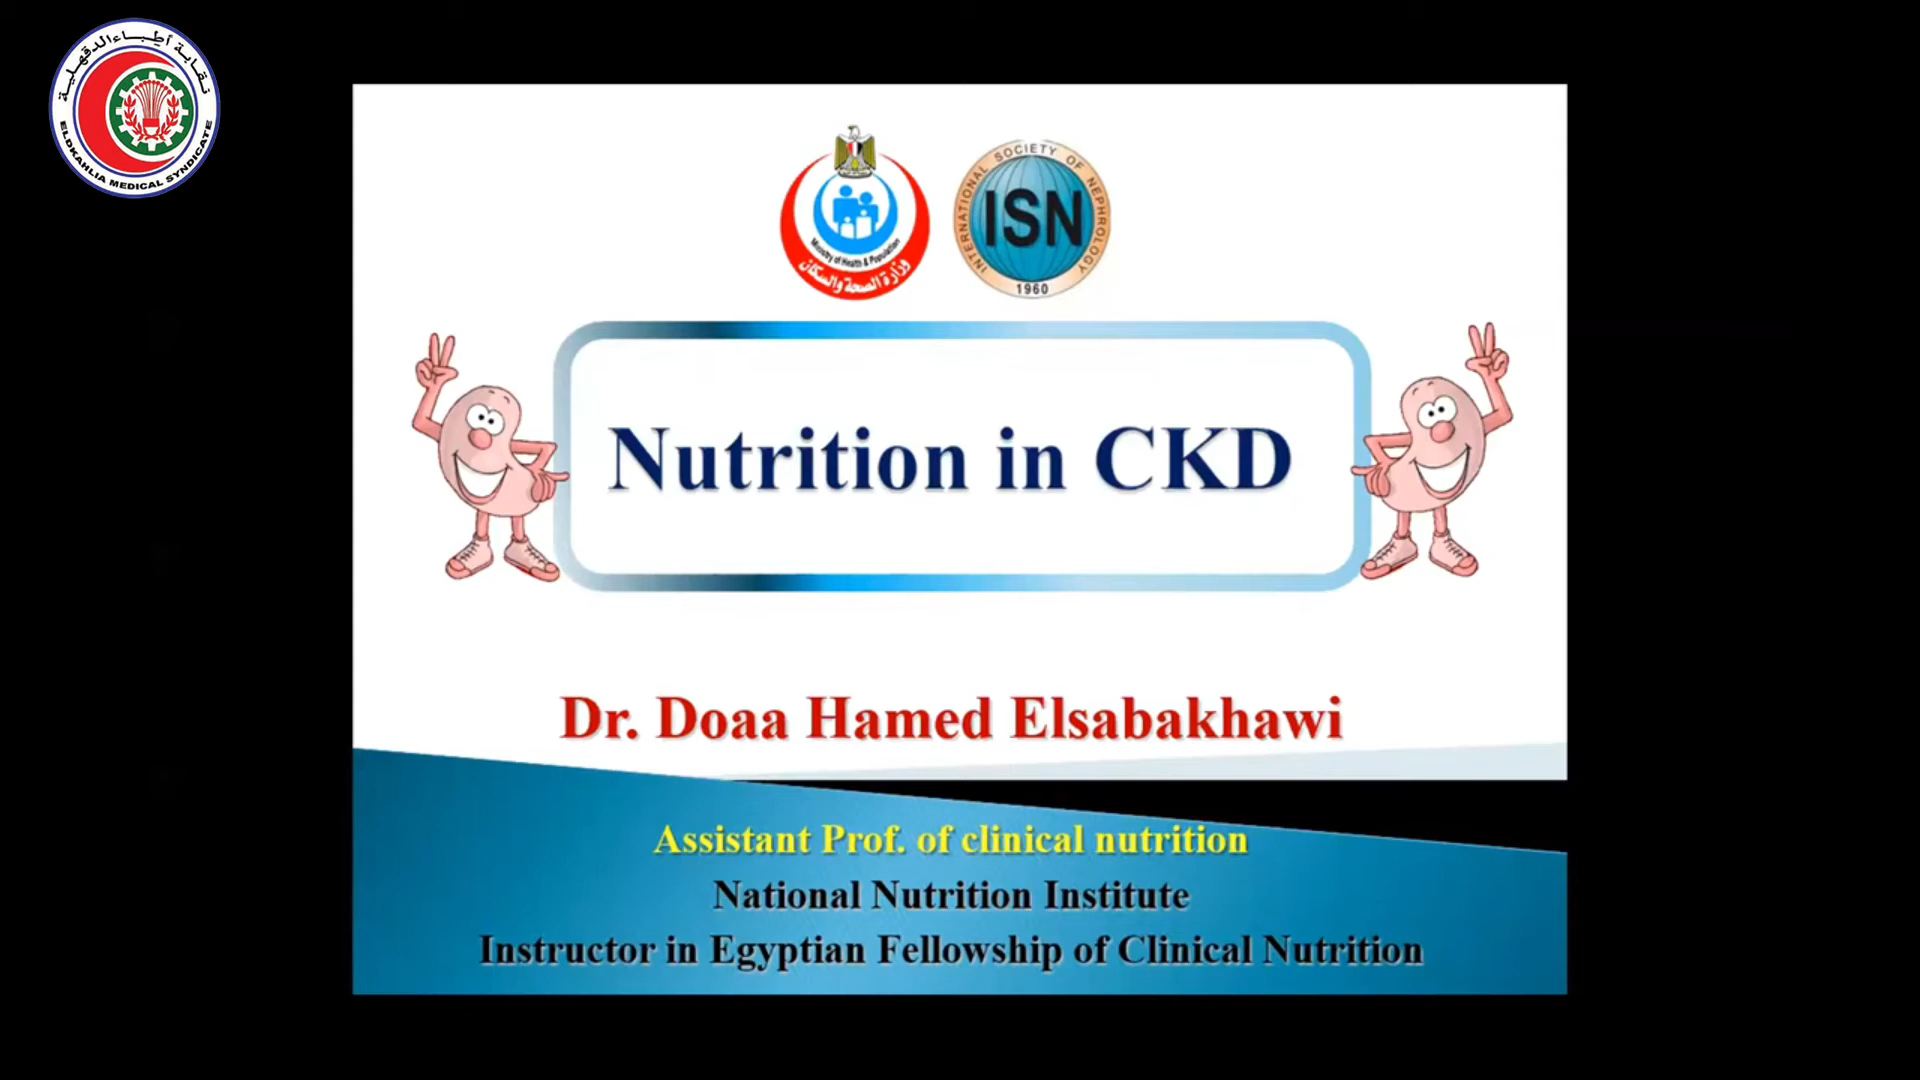 نقابة أطباء الدقهلية
ELDKAHLIA MEDICAL SYNDICATE
Ministry of Health & Population
وزارة الصحة والسكان
INTERNATIONAL SOCIETY OF NEPHROLOGY
ISN
1960
Nutrition in CKD
Dr. Doaa Hamed Elsabakhawi
Assistant Prof. of clinical nutrition
National Nutrition Institute
Instructor in Egyptian Fellowship of Clinical Nutrition